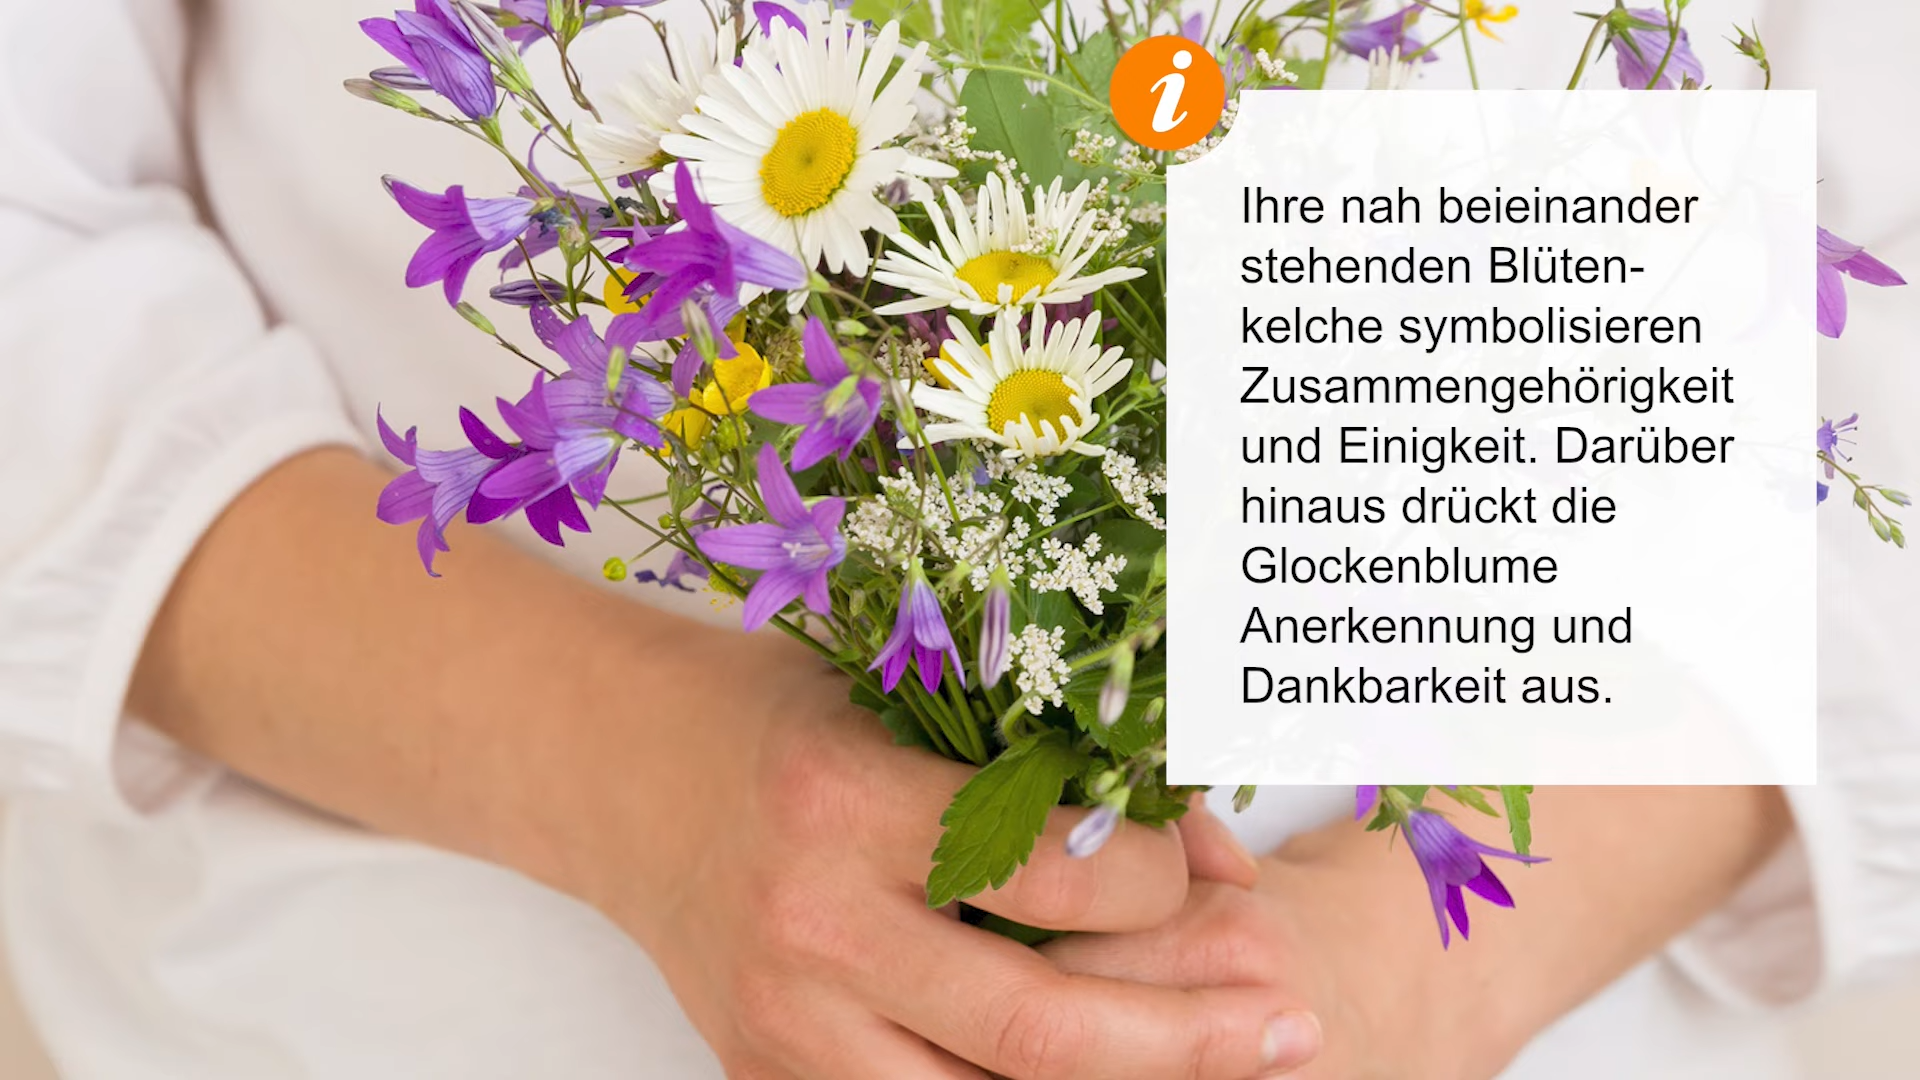 i
Ihre nah beieinander
stehenden Blüten-
kelche symbolisieren
Zusammengehörigkeit
und Einigkeit. Darüber
hinaus drückt die
Glockenblume
Anerkennung und
Dankbarkeit aus.